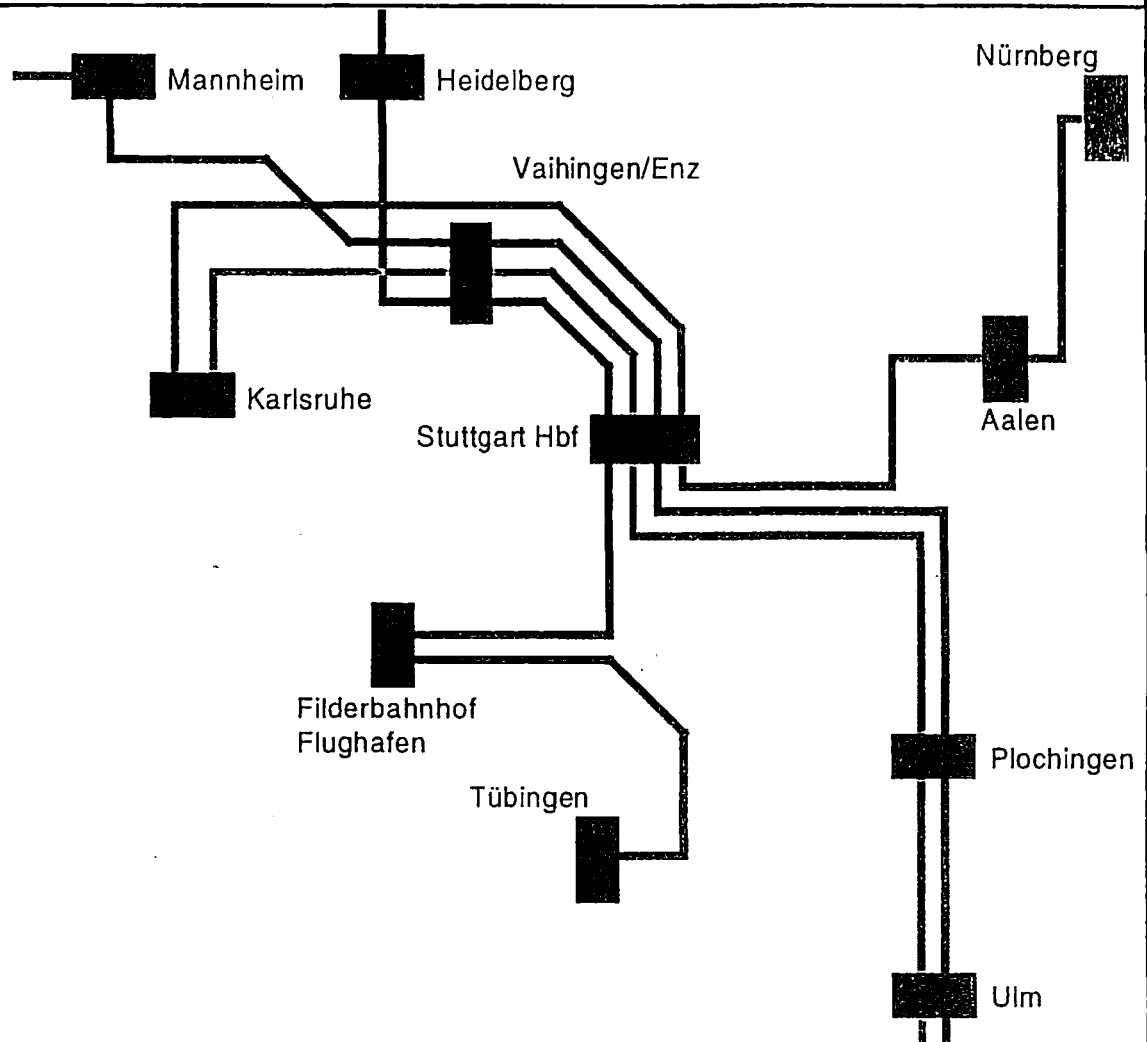 Nürnberg
Mannheim
Heidelberg
Vaihingen/Enz
Karlsruhe
Stuttgart Hbf
Aalen
Filderbahnhof
Flughafen
Plochingen
Tübingen
Ulm